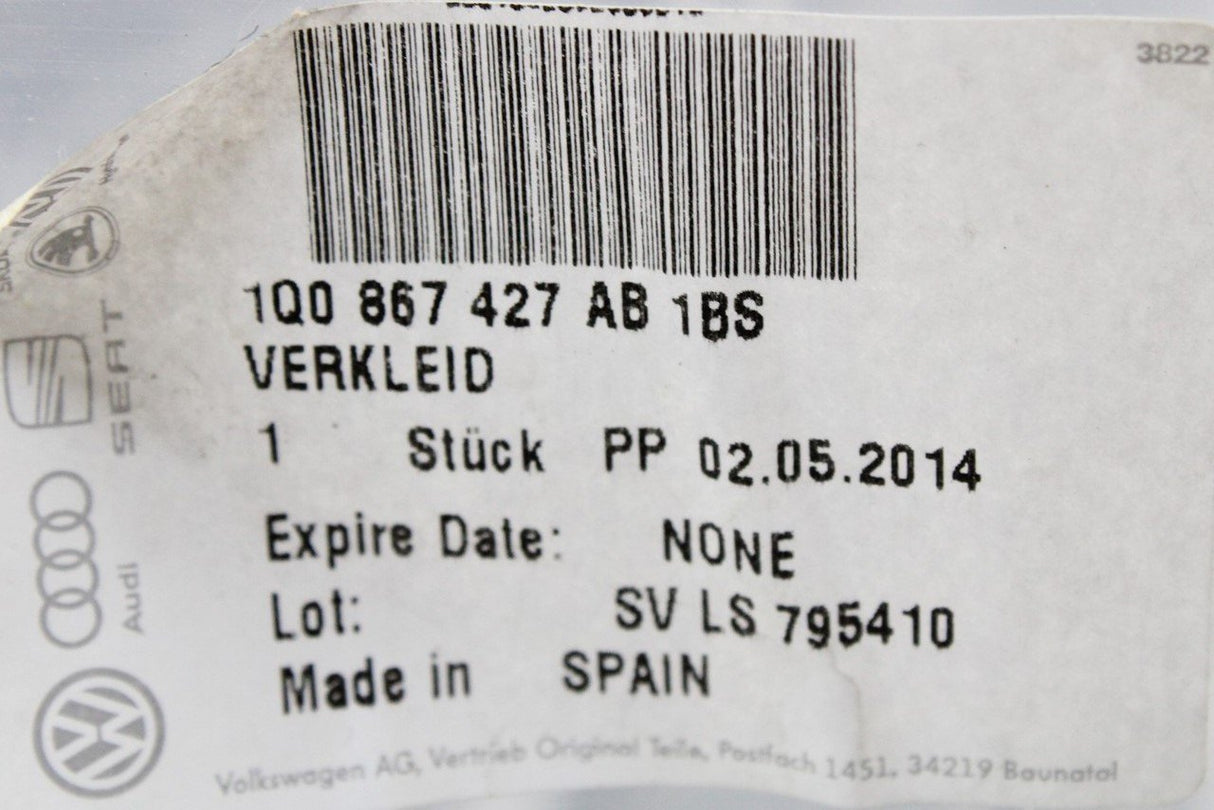 3822
1Q0 867 427 AB 1BS
VERKLEID
1 Stück PP 02.05.2014
Expire Date: NONE
Lot: SV LS 795410
Made in SPAIN
Volkswagen AG, Vertrieb Original Teile, Postfach 1451, 34219 Baunatal
SEAT
Audi